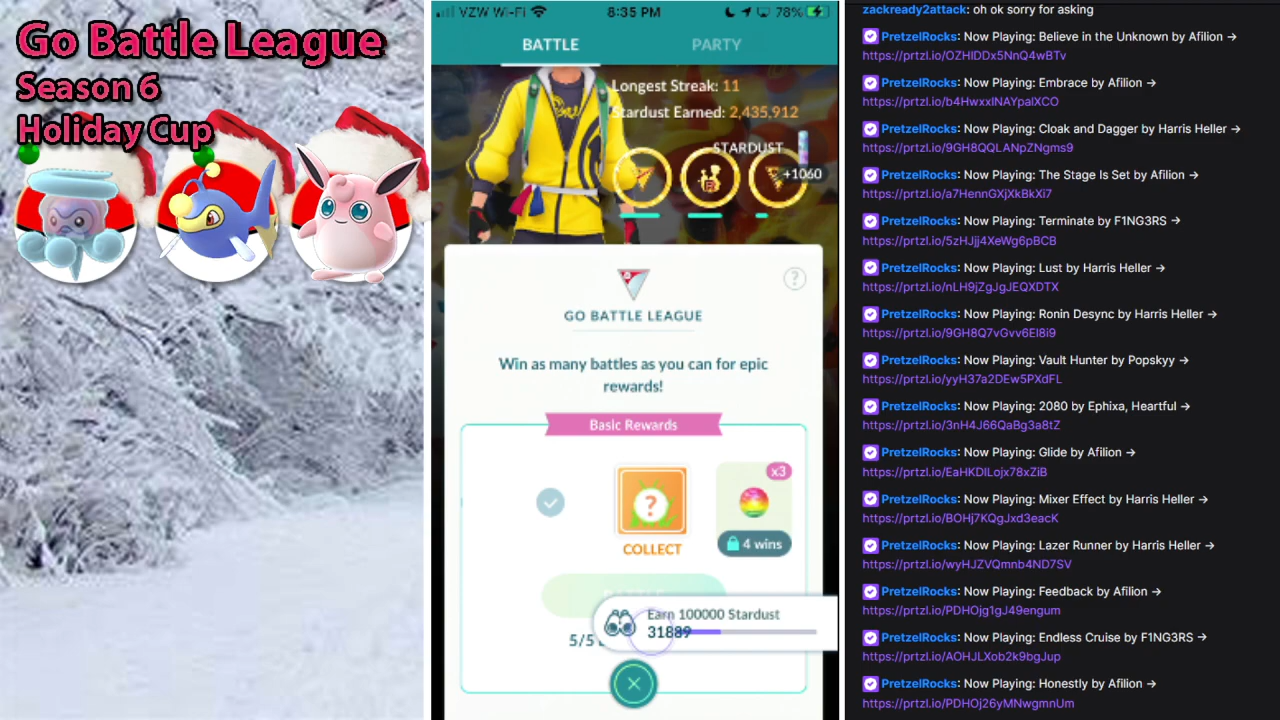 Go Battle League
Season 6
Holiday Cup
VZW Wi-Fi
8:35 PM
78%
BATTLE
PARTY
Longest Streak: 11
Stardust Earned: 2,435,912
STARDUST
+1060
GO BATTLE LEAGUE
Win as many battles as you can for epic
rewards!
Basic Rewards
x3
?
4 wins
COLLECT
Earn 100000 Stardust
31889
5/5
zackready2attack: oh ok sorry for asking
PretzelRocks: Now Playing: Believe in the Unknown by Afilion →
https://prtzl.io/OZHlDDx5NnQ4wBTv
PretzelRocks: Now Playing: Embrace by Afilion →
https://prtzl.io/b4HwxxlNAYpalXCO
PretzelRocks: Now Playing: Cloak and Dagger by Harris Heller →
https://prtzl.io/9GH8QQLANpZNgms9
PretzelRocks: Now Playing: The Stage Is Set by Afilion →
https://prtzl.io/a7HennGXjXkBkXi7
PretzelRocks: Now Playing: Terminate by F1NG3RS →
https://prtzl.io/5zHJjj4XeWg6pBCB
PretzelRocks: Now Playing: Lust by Harris Heller →
https://prtzl.io/nLH9jZgJgJEQXDTX
PretzelRocks: Now Playing: Ronin Desync by Harris Heller →
https://prtzl.io/9GH8Q7vGvv6El8i9
PretzelRocks: Now Playing: Vault Hunter by Popskyy →
https://prtzl.io/yyH37a2DEw5PXdFL
PretzelRocks: Now Playing: 2080 by Ephixa, Heartful →
https://prtzl.io/3nH4J66QaBg3a8tZ
PretzelRocks: Now Playing: Glide by Afilion →
https://prtzl.io/EaHKDlLojx78xZiB
PretzelRocks: Now Playing: Mixer Effect by Harris Heller →
https://prtzl.io/BOHj7KQgJxd3eacK
PretzelRocks: Now Playing: Lazer Runner by Harris Heller →
https://prtzl.io/wyHJZVQmnb4ND7SV
PretzelRocks: Now Playing: Feedback by Afilion →
https://prtzl.io/PDHOjg1gJ49engum
PretzelRocks: Now Playing: Endless Cruise by F1NG3RS →
https://prtzl.io/AOHJLXob2k9bgJup
PretzelRocks: Now Playing: Honestly by Afilion →
https://prtzl.io/PDHOj26yMNwgmnUm